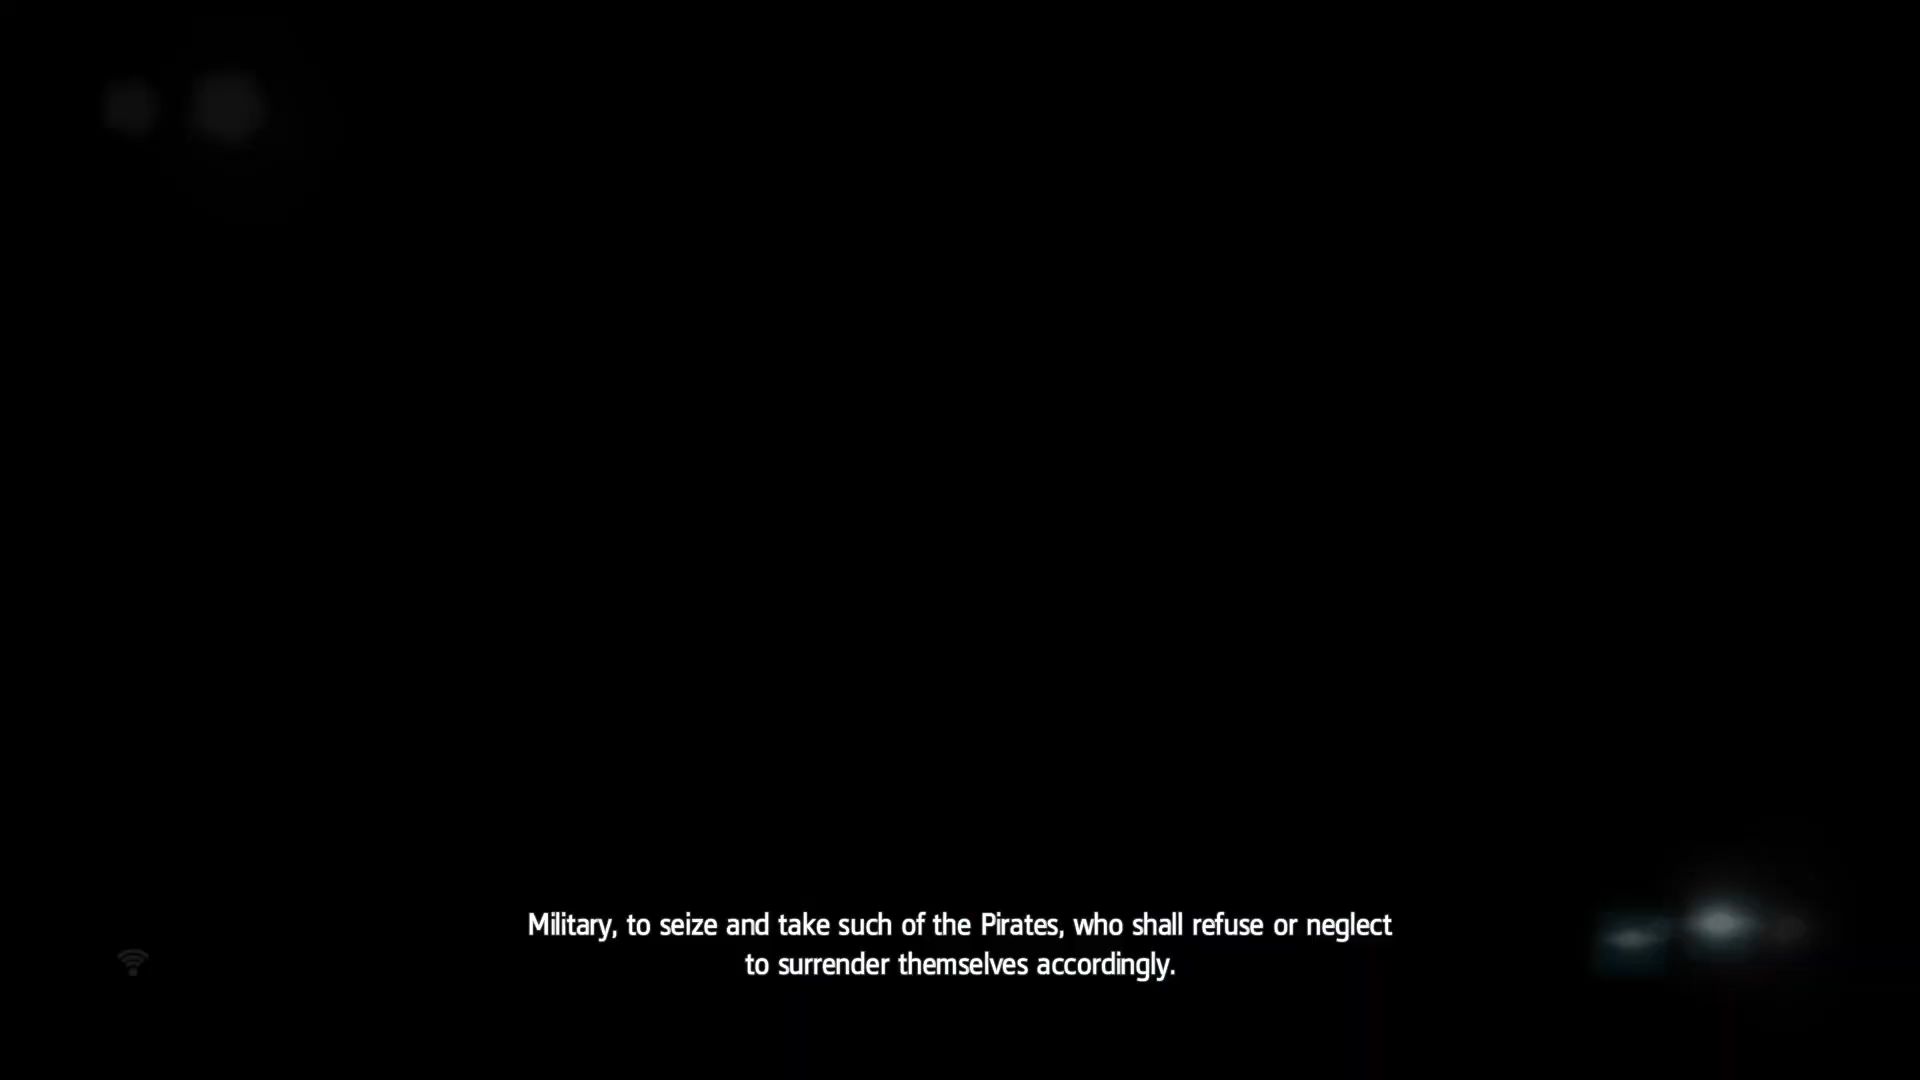 Military, to seize and take such of the Pirates, who shall refuse or neglect
to surrender themselves accordingly.